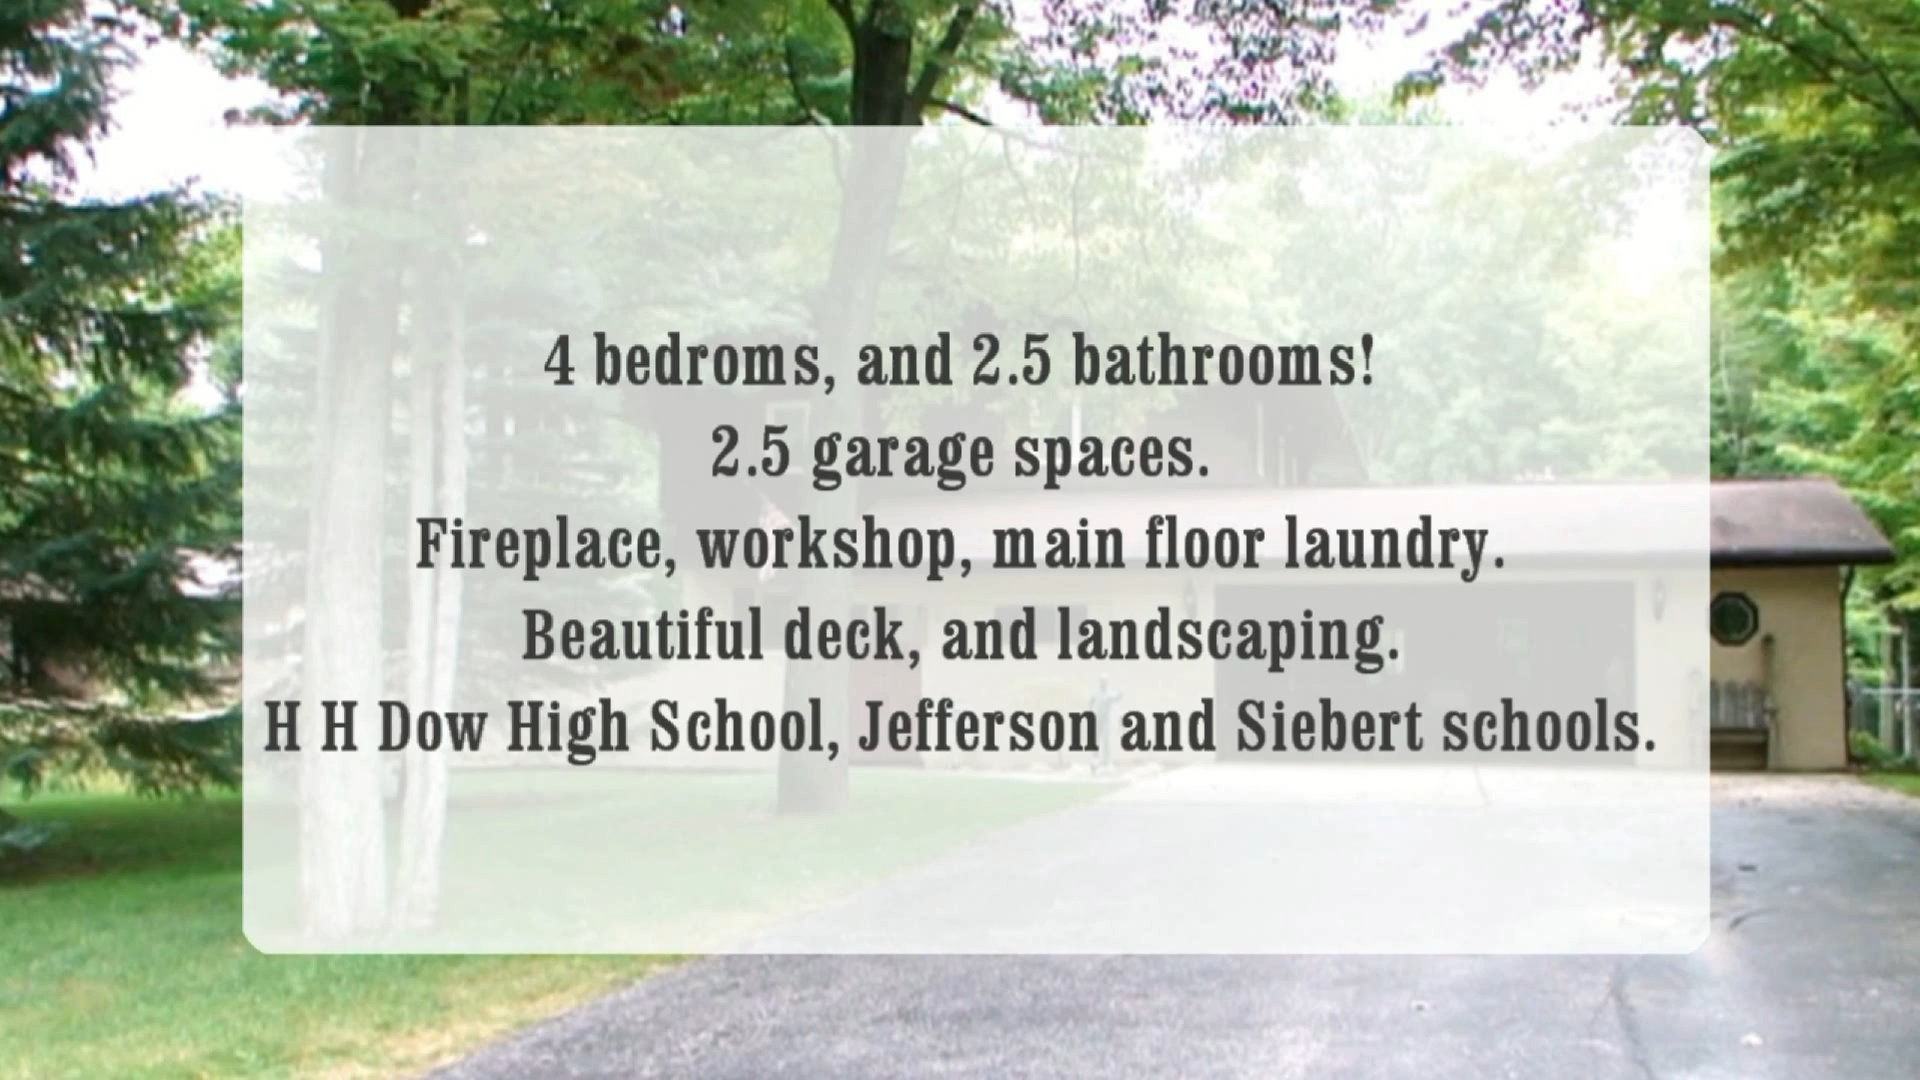 4 bedroms, and 2.5 bathrooms!
2.5 garage spaces.
Fireplace, workshop, main floor laundry.
Beautiful deck, and landscaping.
H H Dow High School, Jefferson and Siebert schools.